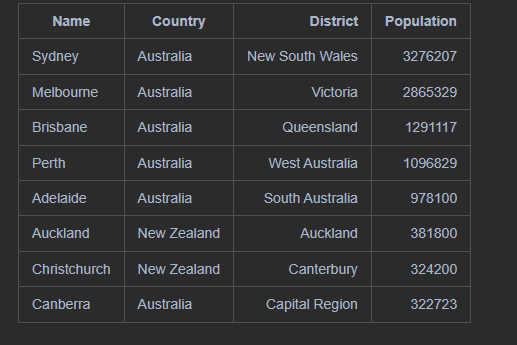 Name Country District Population
Sydney Australia New South Wales 3276207
Melbourne Australia Victoria 2865329
Brisbane Australia Queensland 1291117
Perth Australia West Australia 1096829
Adelaide Australia South Australia 978100
Auckland New Zealand Auckland 381800
Christchurch New Zealand Canterbury 324200
Canberra Australia Capital Region 322723